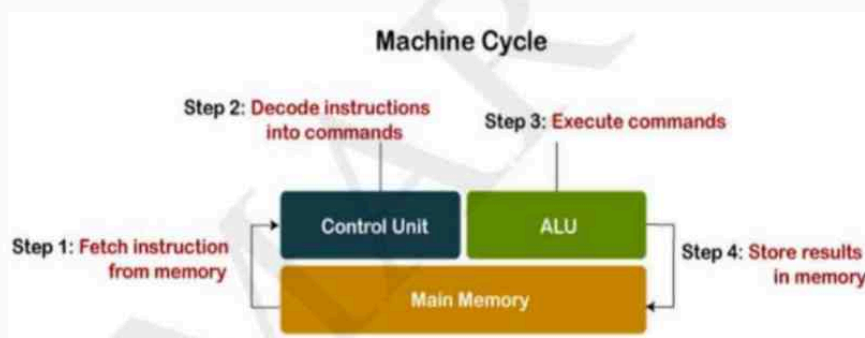 Machine Cycle
Step 2: Decode instructions
into commands
Step 3: Execute commands
Control Unit
ALU
Step 1: Fetch instruction
from memory
Step 4: Store results
in memory
Main Memory